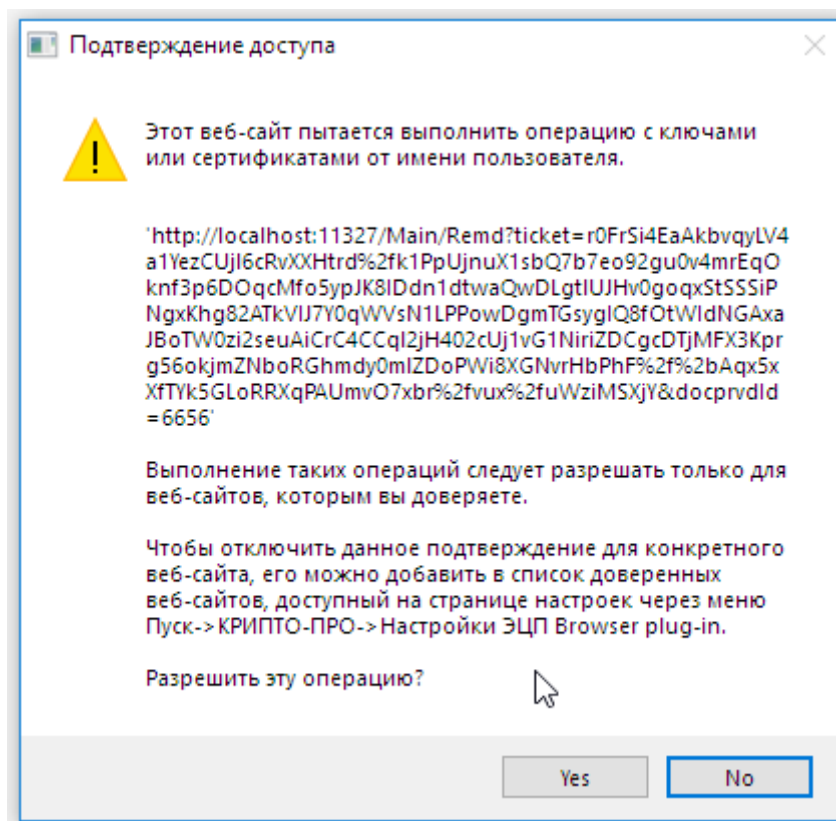 Подтверждение доступа
Этот веб-сайт пытается выполнить операцию с ключами
или сертификатами от имени пользователя.
'http://localhost:11327/Main/Remd?ticket=r0FrSi4EaAkbvqyLV4
a1YezCUjI6cRvXXHtrd%2fk1PpUjnuX1sbQ7b7eo92gu0v4mrEqO
knf3p6DOqcMfo5ypJK8IDdn1dtwaQwDLgtIUJHv0goqxStSSSiP
NgxKhg82ATkVIJ7Y0qWVsN1LPPowDgmTGsygIQ8fOtWIdNGAxa
JBoTW0zi2seuAiCrC4CCqI2jH402cUj1vG1NiriZDCgcDTjMFX3Kpr
g56okjmZNboRGhmdy0mIZDoPWi8XGNvrHbPhF%2f%2bAqx5x
XfTYk5GLoRRXqPAUmvO7xbr%2fvux%2fuWziMSXjY&docprvdId
=6656'
Выполнение таких операций следует разрешать только для
веб-сайтов, которым вы доверяете.
Чтобы отключить данное подтверждение для конкретного
веб-сайта, его можно добавить в список доверенных
веб-сайтов, доступный на странице настроек через меню
Пуск->КРИПТО-ПРО->Настройки ЭЦП Browser plug-in.
Разрешить эту операцию?
Yes No